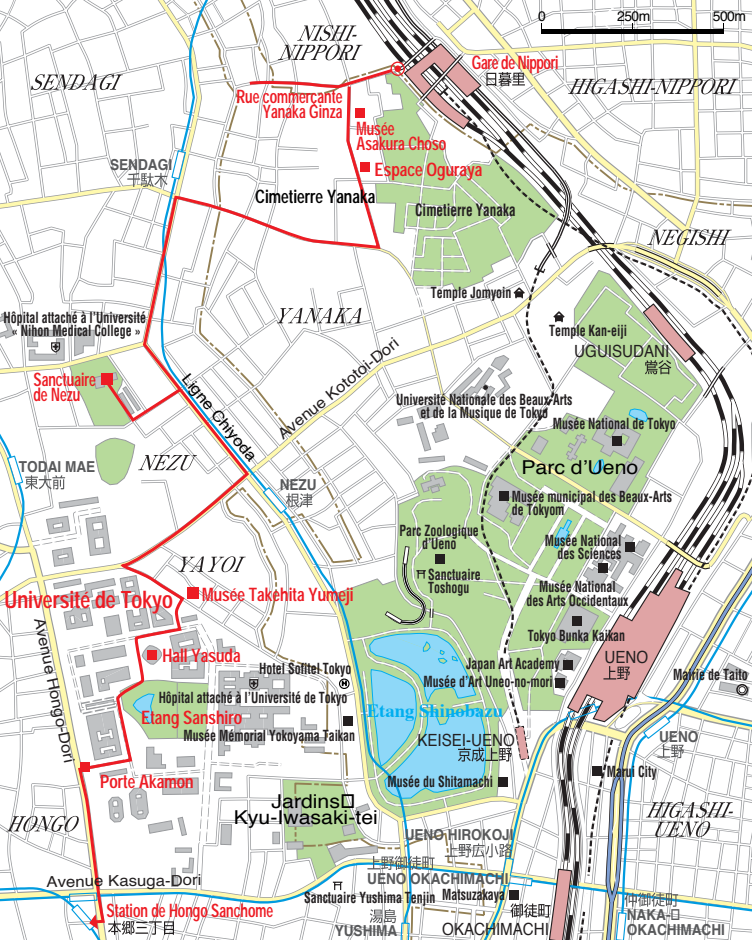 0 250m 500m
NISHI-
NIPPORI
Gare de Nippori
日暮里
SENDAGI
HIGASHI-NIPPORI
Rue commerçante
Yanaka Ginza
Musée
Asakura Choso
SENDAGI
千駄木
Espace Oguraya
Cimetierre Yanaka
Cimetierre Yanaka
NEGISHI
Temple Jomyoin
YANAKA
Hôpital attaché à l'Université
« Nihon Medical College »
Temple Kan-eiji
UGUISUDANI
鶯谷
Sanctuaire
de Nezu
Ligne Chiyoda
Avenue Kototoi-Dori
Université Nationale des Beaux-Arts
et de la Musique de Tokyo
Musée National de Tokyo
NEZU
TODAI MAE
東大前
Parc d'Ueno
NEZU
根津
Musée municipal des Beaux-Arts
de Tokyom
Parc Zoologique
d'Ueno
Musée National
des Sciences
YAYOI
Sanctuaire
Toshogu
Musée National
des Arts Occidentaux
Université de Tokyo
Musée Takehita Yumeji
Avenue Hongo-Dori
Tokyo Bunka Kaikan
Hall Yasuda
UENO
上野
Hotel Sofitel Tokyo
Japan Art Academy
Mairie de Taito
Musée d'Art Uneo-no-mori
Hôpital attaché à l'Université de Tokyo
Etang Sanshiro
Etang Shinobazu
Musée Mémorial Yokoyama Taikan
KEISEI-UENO
京成上野
UENO
上野
Porte Akamon
Musée du Shitamachi
Marui City
Jardins□
Kyu-Iwasaki-tei
HONGO
HIGASHI-
UENO
UENO HIROKOJI
上野広小路
上野御徒町
UENO OKACHIMACHI
Avenue Kasuga-Dori
Sanctuaire Yushima Tenjin
Matsuzakaya
Station de Hongo Sanchome
本郷三丁目
湯島
YUSHIMA
御徒町
OKACHIMACHI
仲御徒町
NAKA-□
OKACHIMACHI